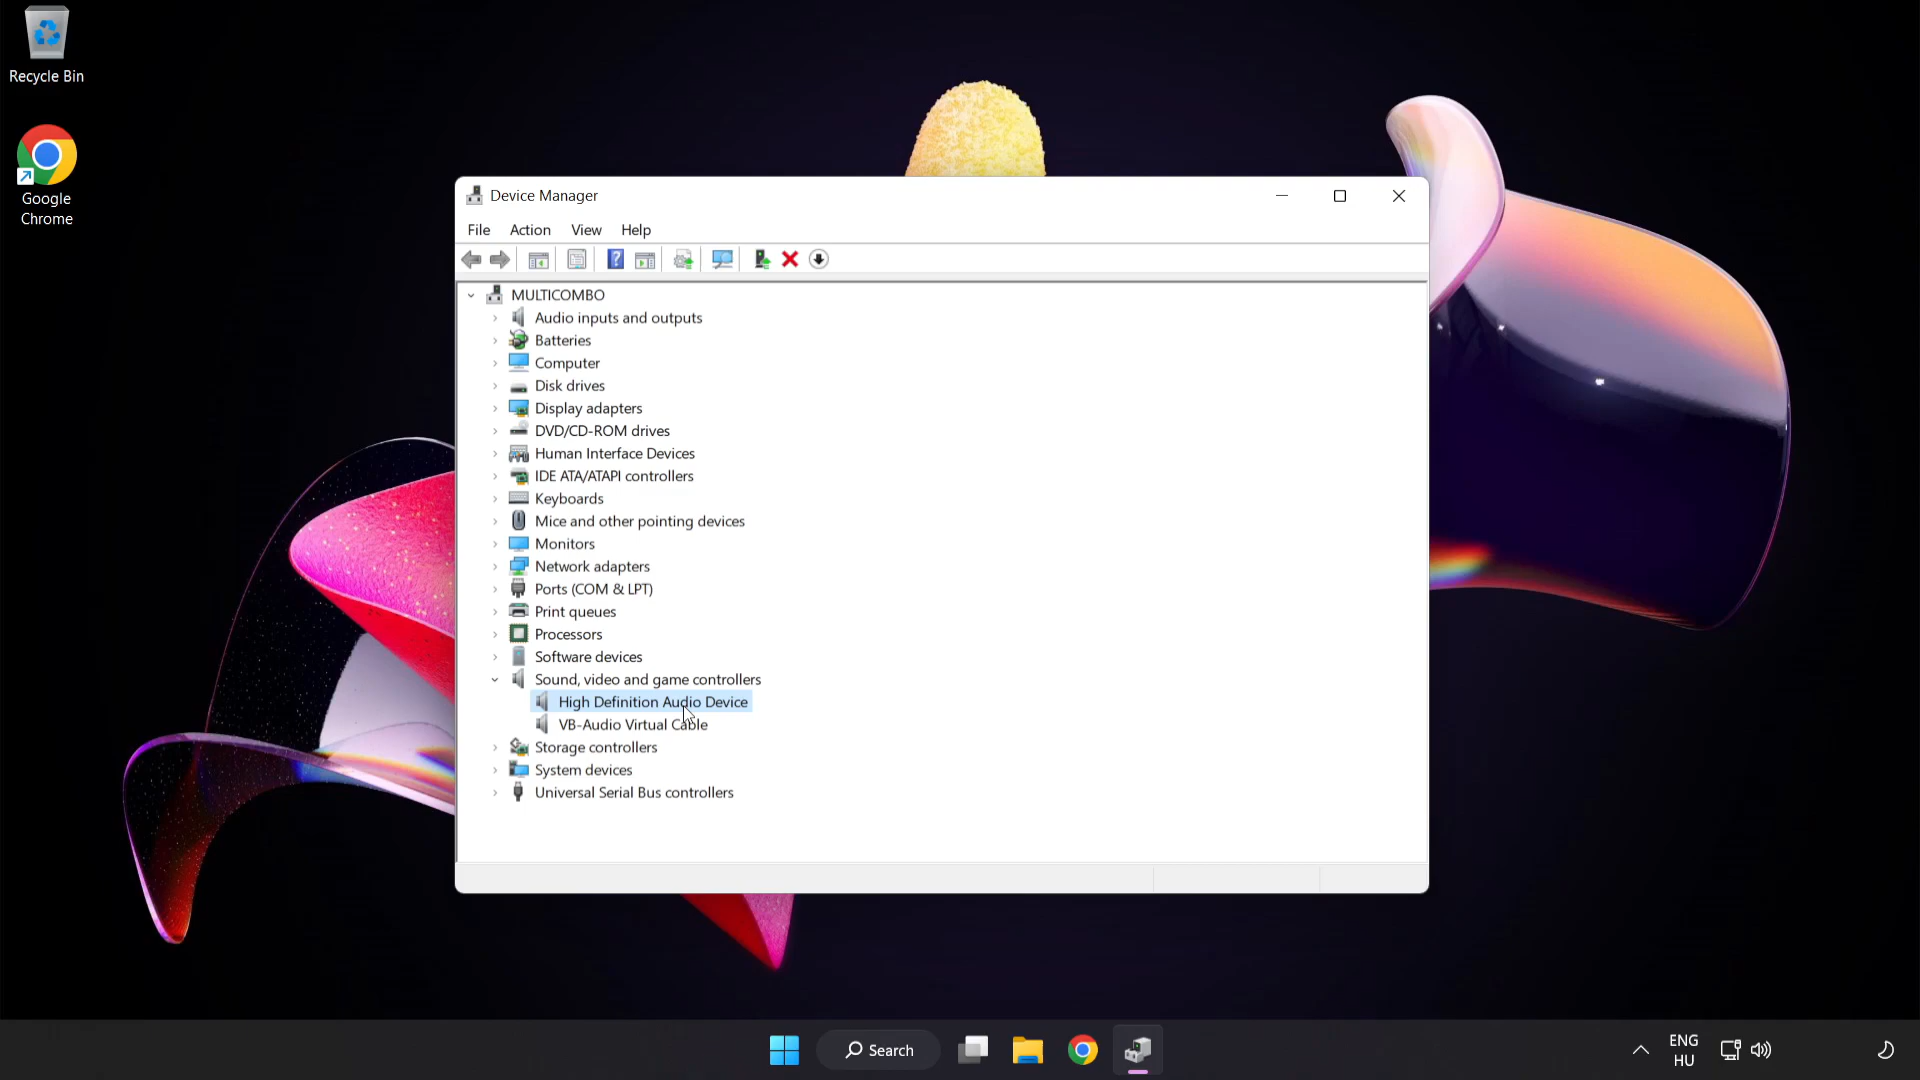 Recycle Bin
Google
Chrome
Device Manager
File Action View Help
MULTICOMBO
Audio inputs and outputs
Batteries
Computer
Disk drives
Display adapters
DVD/CD-ROM drives
Human Interface Devices
IDE ATA/ATAPI controllers
Keyboards
Mice and other pointing devices
Monitors
Network adapters
Ports (COM & LPT)
Print queues
Processors
Software devices
Sound, video and game controllers
High Definition Audio Device
VB-Audio Virtual Cable
Storage controllers
System devices
Universal Serial Bus controllers
Search
ENG
HU